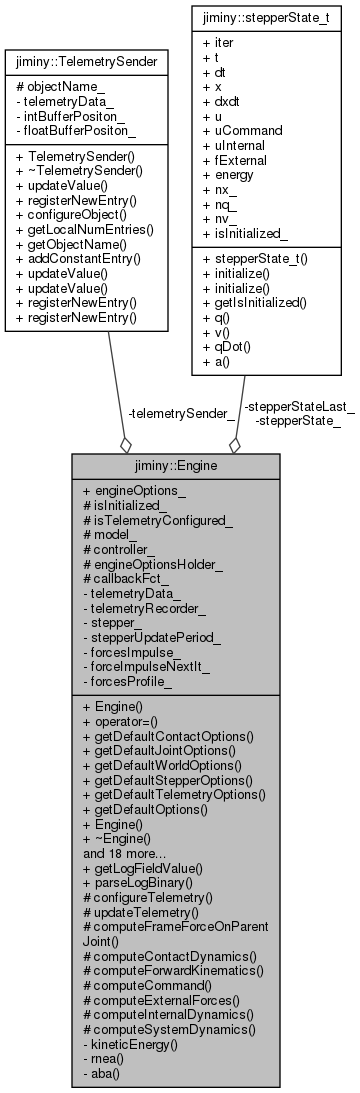 jiminy::TelemetrySender
# objectName_
- telemetryData_
- intBufferPositon_
- floatBufferPositon_
+ TelemetrySender()
+ ~TelemetrySender()
+ updateValue()
+ registerNewEntry()
+ configureObject()
+ getLocalNumEntries()
+ getObjectName()
+ addConstantEntry()
+ updateValue()
+ updateValue()
+ registerNewEntry()
+ registerNewEntry()
jiminy::stepperState_t
+ iter
+ t
+ dt
+ x
+ dxdt
+ u
+ uCommand
+ uInternal
+ fExternal
+ energy
+ nx_
+ nq_
+ nv_
+ isInitialized_
+ stepperState_t()
+ initialize()
+ initialize()
+ getIsInitialized()
+ q()
+ v()
+ qDot()
+ a()
-telemetrySender_
-stepperStateLast_
-stepperState_
jiminy::Engine
+ engineOptions_
# isInitialized_
# isTelemetryConfigured_
# model_
# controller_
# engineOptionsHolder_
# callbackFct_
- telemetryData_
- telemetryRecorder_
- stepper_
- stepperUpdatePeriod_
- forcesImpulse_
- forceImpulseNextIt_
- forcesProfile_
+ Engine()
+ operator=()
+ getDefaultContactOptions()
+ getDefaultJointOptions()
+ getDefaultWorldOptions()
+ getDefaultStepperOptions()
+ getDefaultTelemetryOptions()
+ getDefaultOptions()
+ Engine()
+ ~Engine()
and 18 more...
+ getLogFieldValue()
+ parseLogBinary()
# configureTelemetry()
# updateTelemetry()
# computeFrameForceOnParent
Joint()
# computeContactDynamics()
# computeForwardKinematics()
# computeCommand()
# computeExternalForces()
# computeInternalDynamics()
# computeSystemDynamics()
- kineticEnergy()
- rnea()
- aba()